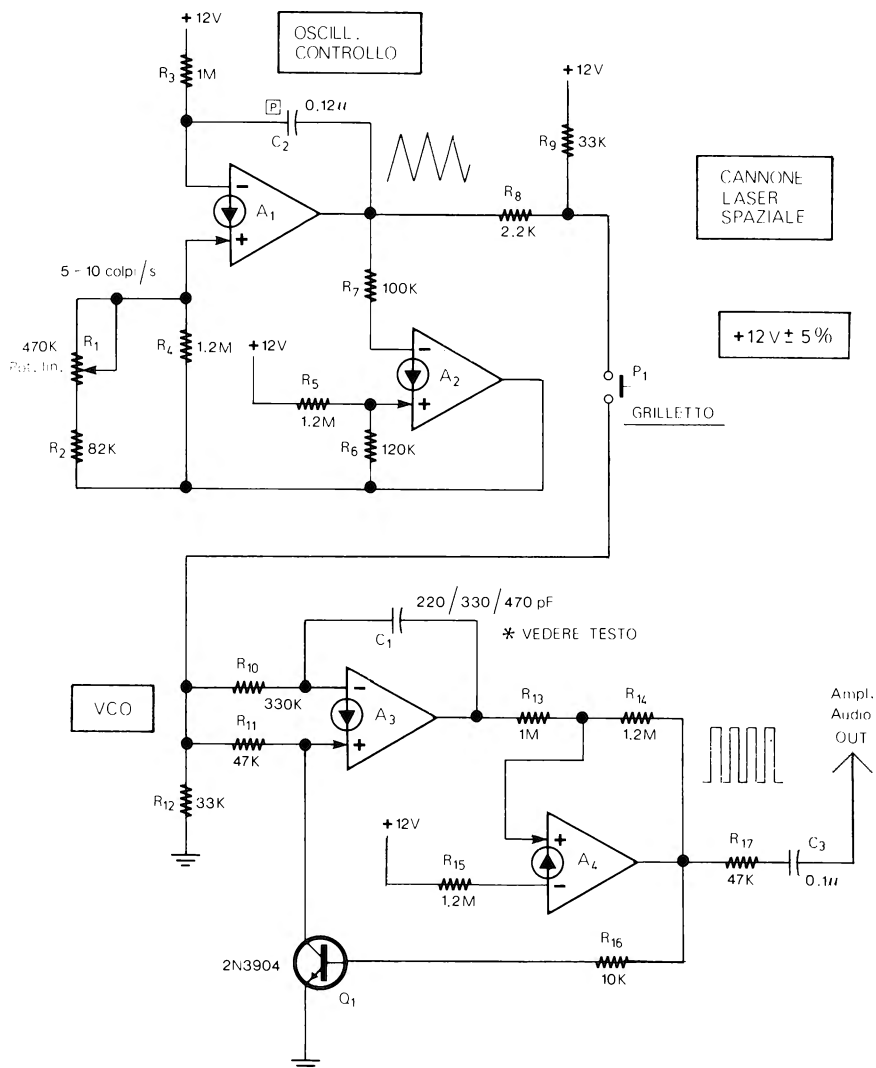 +12V
OSCILL.
CONTROLLO
R3
1M
P
0.12µ
C2
+12V
R9
33K
CANNONE
LASER
SPAZIALE
R8
2.2K
−
A1
+
5-10 colpi/s
R7
100K
470K
Pot. lin.
R1
R4
1.2M
+12V
−
A2
+
+12V ± 5%
R5
1.2M
P1
GRILLETTO
R2
82K
R6
120K
220/330/470 pF
C1
* VEDERE TESTO
VCO
R10
330K
−
A3
+
R11
47K
R13
1M
R14
1.2M
Ampl.
Audio
OUT
R12
33K
+12V
+
A4
−
R15
1.2M
R17
47K
C3
0.1µ
2N3904
Q1
R16
10K